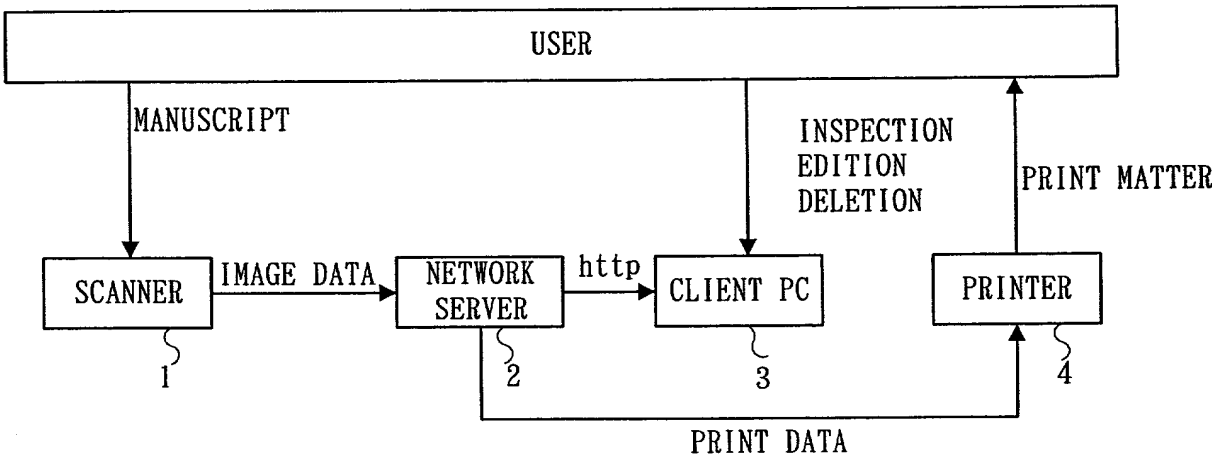 USER
MANUSCRIPT
INSPECTION
EDITION
DELETION
PRINT MATTER
SCANNER
IMAGE DATA
NETWORK
SERVER
http
CLIENT PC
PRINTER
1
2
3
4
PRINT DATA